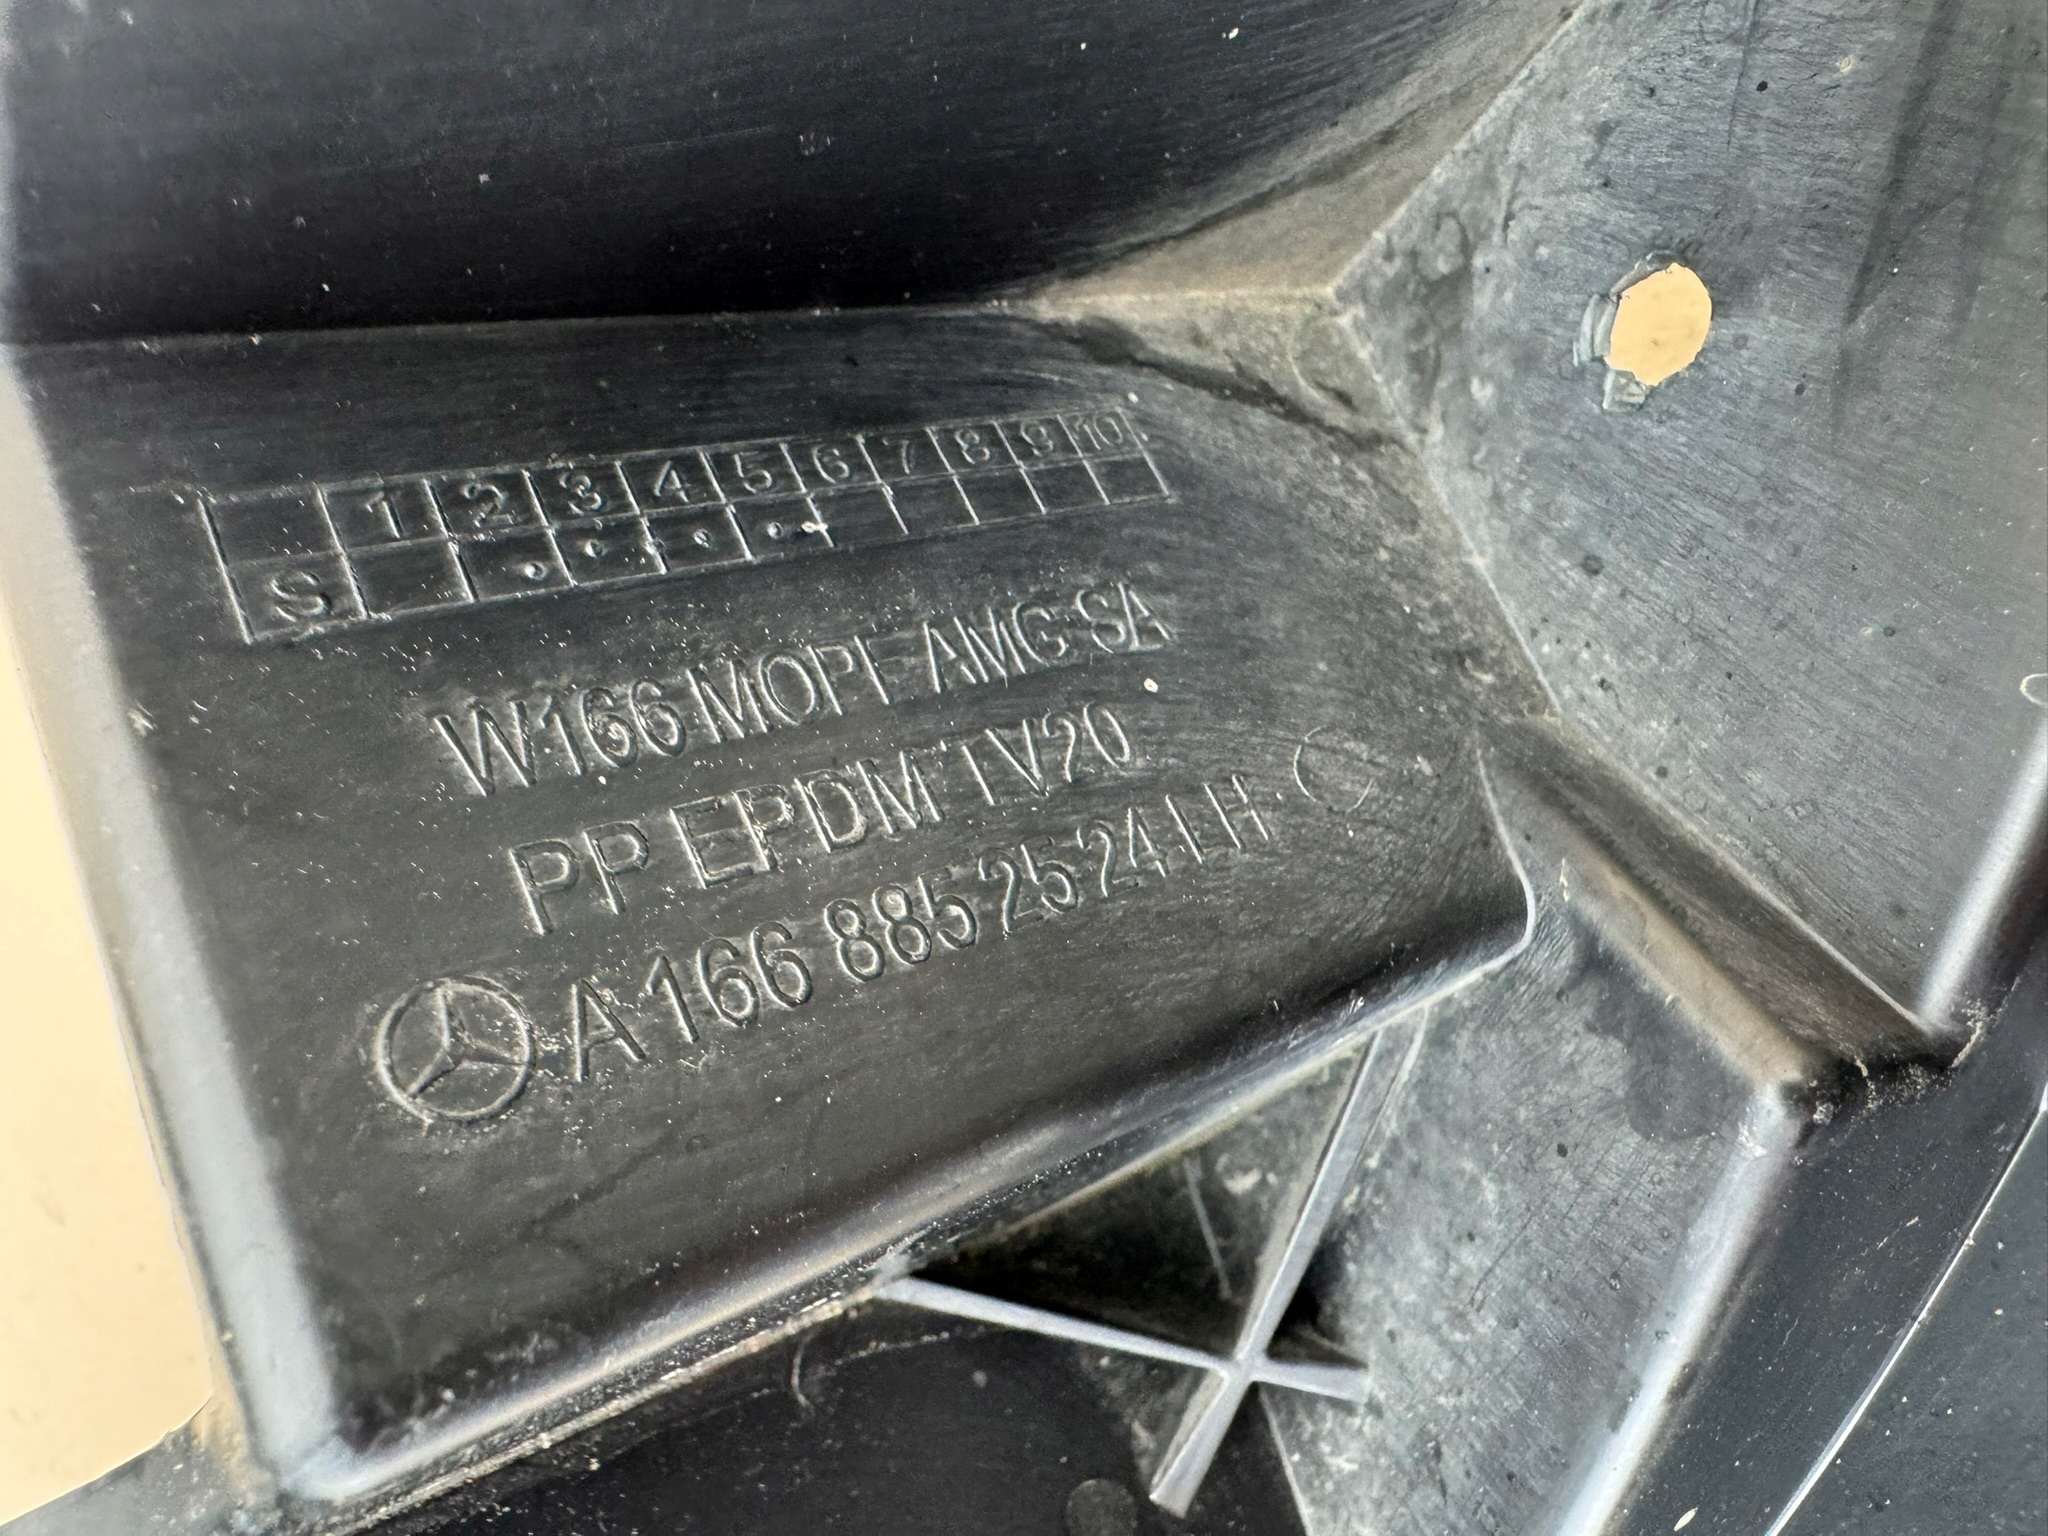 1 2 3 4 5 6 7 8 9 10
S
W166 MOPF AMG SA
PP EPDM TV20
A 166 885 25 24 LH